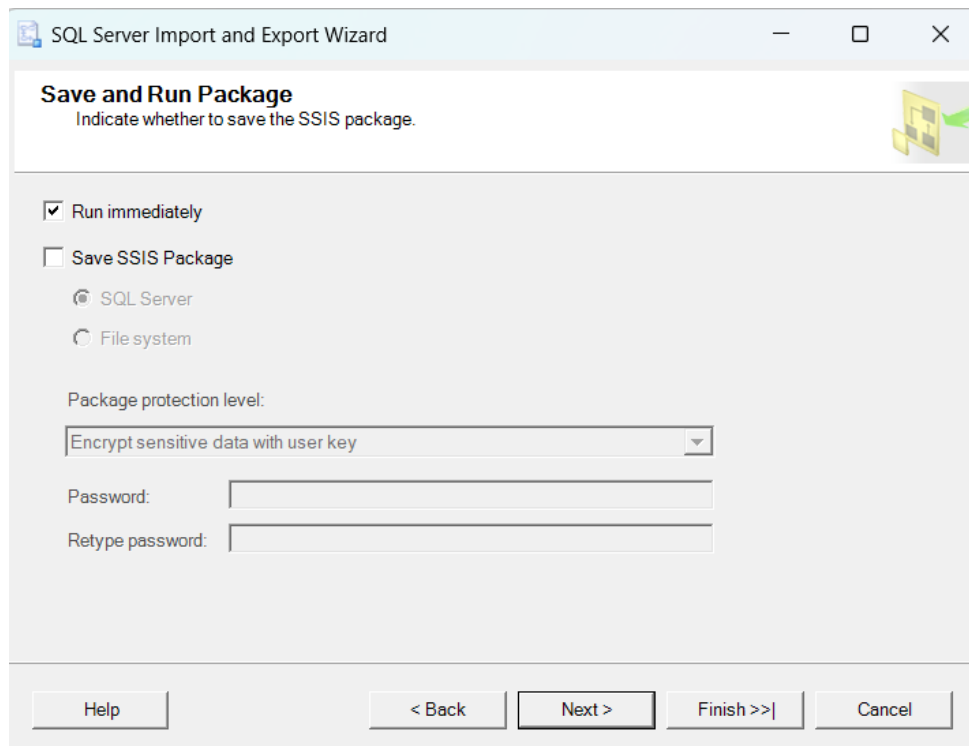 SQL Server Import and Export Wizard
Save and Run Package
Indicate whether to save the SSIS package.
Run immediately
Save SSIS Package
SQL Server
File system
Package protection level:
Encrypt sensitive data with user key
Password:
Retype password:
Help
< Back
Next >
Finish >>|
Cancel